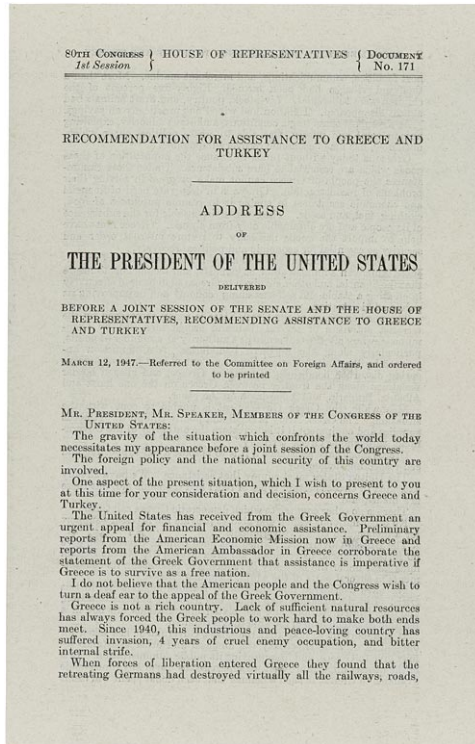 80TH CONGRESS } HOUSE OF REPRESENTATIVES { DOCUMENT
1st Session } { No. 171
RECOMMENDATION FOR ASSISTANCE TO GREECE AND
TURKEY
ADDRESS
OF
THE PRESIDENT OF THE UNITED STATES
DELIVERED
BEFORE A JOINT SESSION OF THE SENATE AND THE HOUSE OF
REPRESENTATIVES, RECOMMENDING ASSISTANCE TO GREECE
AND TURKEY
MARCH 12, 1947.—Referred to the Committee on Foreign Affairs, and ordered
to be printed
MR. PRESIDENT, MR. SPEAKER, MEMBERS OF THE CONGRESS OF THE
UNITED STATES:
The gravity of the situation which confronts the world today
necessitates my appearance before a joint session of the Congress.
The foreign policy and the national security of this country are
involved.
One aspect of the present situation, which I wish to present to you
at this time for your consideration and decision, concerns Greece and
Turkey.
The United States has received from the Greek Government an
urgent appeal for financial and economic assistance. Preliminary
reports from the American Economic Mission now in Greece and
reports from the American Ambassador in Greece corroborate the
statement of the Greek Government that assistance is imperative if
Greece is to survive as a free nation.
I do not believe that the American people and the Congress wish to
turn a deaf ear to the appeal of the Greek Government.
Greece is not a rich country. Lack of sufficient natural resources
has always forced the Greek people to work hard to make both ends
meet. Since 1940, this industrious and peace-loving country has
suffered invasion, 4 years of cruel enemy occupation, and bitter
internal strife.
When forces of liberation entered Greece they found that the
retreating Germans had destroyed virtually all the railways, roads,